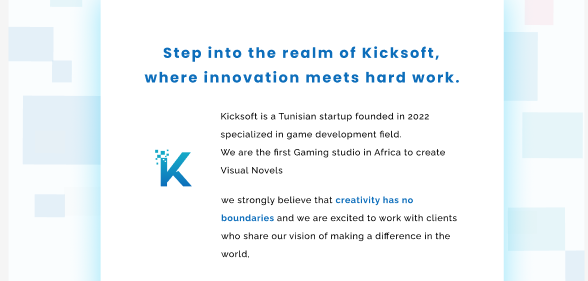 Step into the realm of Kicksoft,
where innovation meets hard work.
Kicksoft is a Tunisian startup founded in 2022
specialized in game development field.
We are the first Gaming studio in Africa to create
Visual Novels
K
we strongly believe that creativity has no
boundaries and we are excited to work with clients
who share our vision of making a difference in the
world,